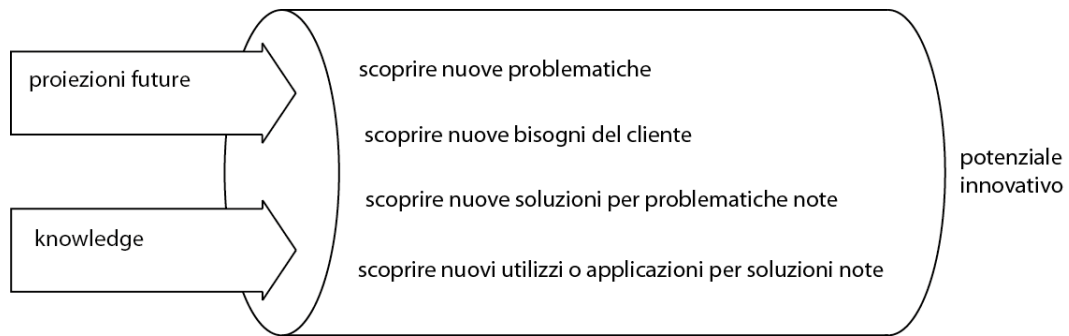 proiezioni future
knowledge
scoprire nuove problematiche
scoprire nuove bisogni del cliente
scoprire nuove soluzioni per problematiche note
scoprire nuovi utilizzi o applicazioni per soluzioni note
potenziale
innovativo